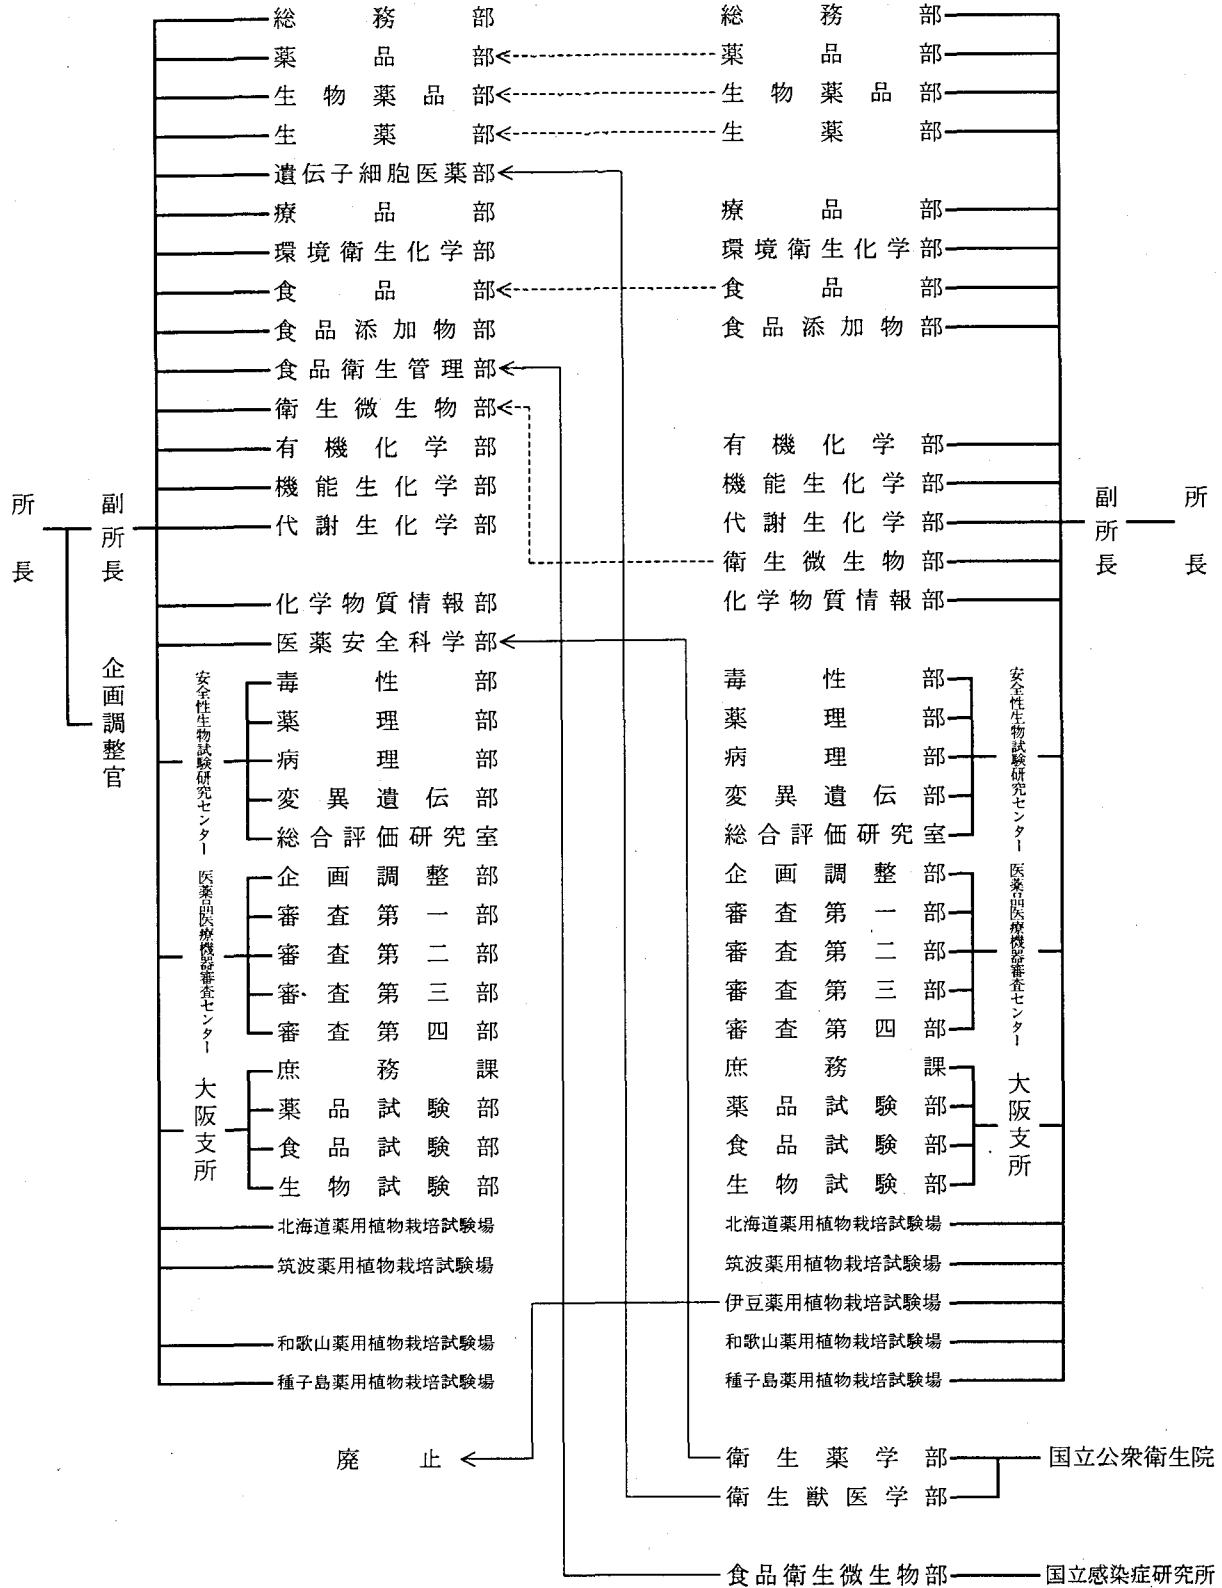 所長
副所長
企画調整官
総務部
薬品部
生物薬品部
生薬部
遺伝子細胞医薬部
療品部
環境衛生化学部
食品部
食品添加物部
食品衛生管理部
衛生微生物部
有機化学部
機能生化学部
代謝生化学部
化学物質情報部
医薬安全科学部
安全性生物試験研究センター
毒性部
薬理部
病理部
変異遺伝部
総合評価研究室
医薬品医療機器審査センター
企画調整部
審査第一部
審査第二部
審査第三部
審査第四部
大阪支所
庶務課
薬品試験部
食品試験部
生物試験部
北海道薬用植物栽培試験場
筑波薬用植物栽培試験場
和歌山薬用植物栽培試験場
種子島薬用植物栽培試験場
廃止
総務部
薬品部
生物薬品部
生薬部
療品部
環境衛生化学部
食品部
食品添加物部
有機化学部
機能生化学部
代謝生化学部
衛生微生物部
化学物質情報部
毒性部
薬理部
病理部
変異遺伝部
総合評価研究室
安全性生物試験研究センター
企画調整部
審査第一部
審査第二部
審査第三部
審査第四部
医薬品医療機器審査センター
庶務課
薬品試験部
食品試験部
生物試験部
大阪支所
北海道薬用植物栽培試験場
筑波薬用植物栽培試験場
伊豆薬用植物栽培試験場
和歌山薬用植物栽培試験場
種子島薬用植物栽培試験場
副所長
所長
衛生薬学部
国立公衆衛生院
衛生獣医学部
食品衛生微生物部
国立感染症研究所